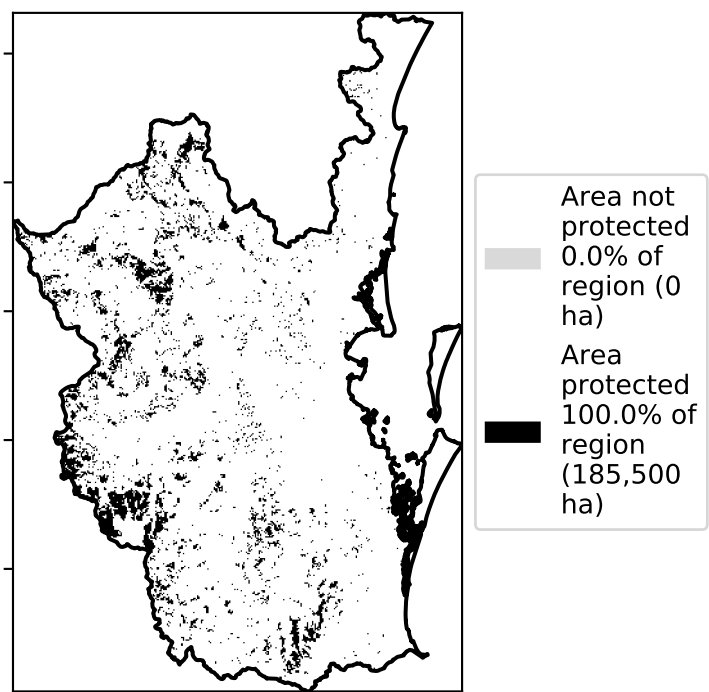 Area not
protected
0.0% of
region (0
ha)
Area
protected
100.0% of
region
(185,500
ha)